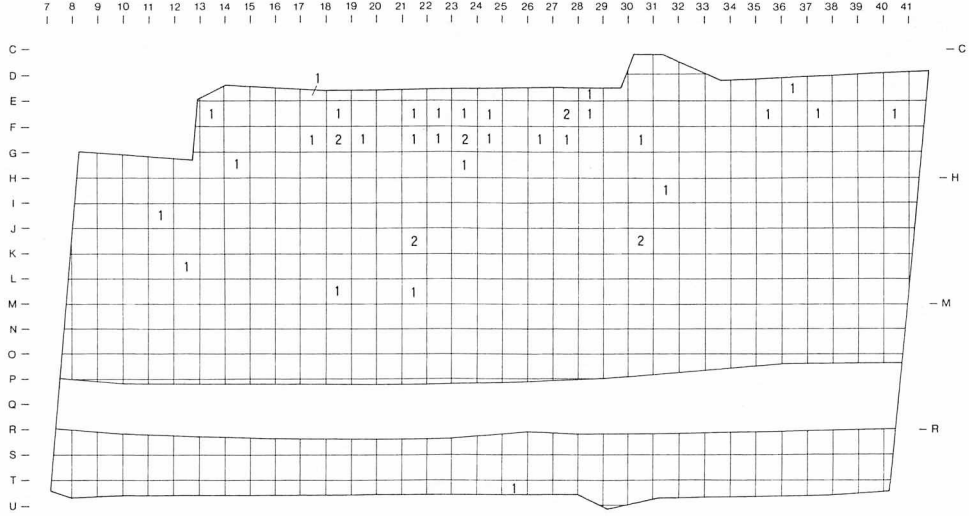 7 8 9 10 11 12 13 14 15 16 17 18 19 20 21 22 23 24 25 26 27 28 29 30 31 32 33 34 35 36 37 38 39 40 41
C C
D 1
1 1
E
1 1 1 1 1 1 2 1 1 1 1
F
1 2 1 1 1 2 1 1 1 1
G
1 1
H H
1
I
1
J
2 2
K
1
L
1 1
M M
N
O
P
Q
R R
S
T
1
U